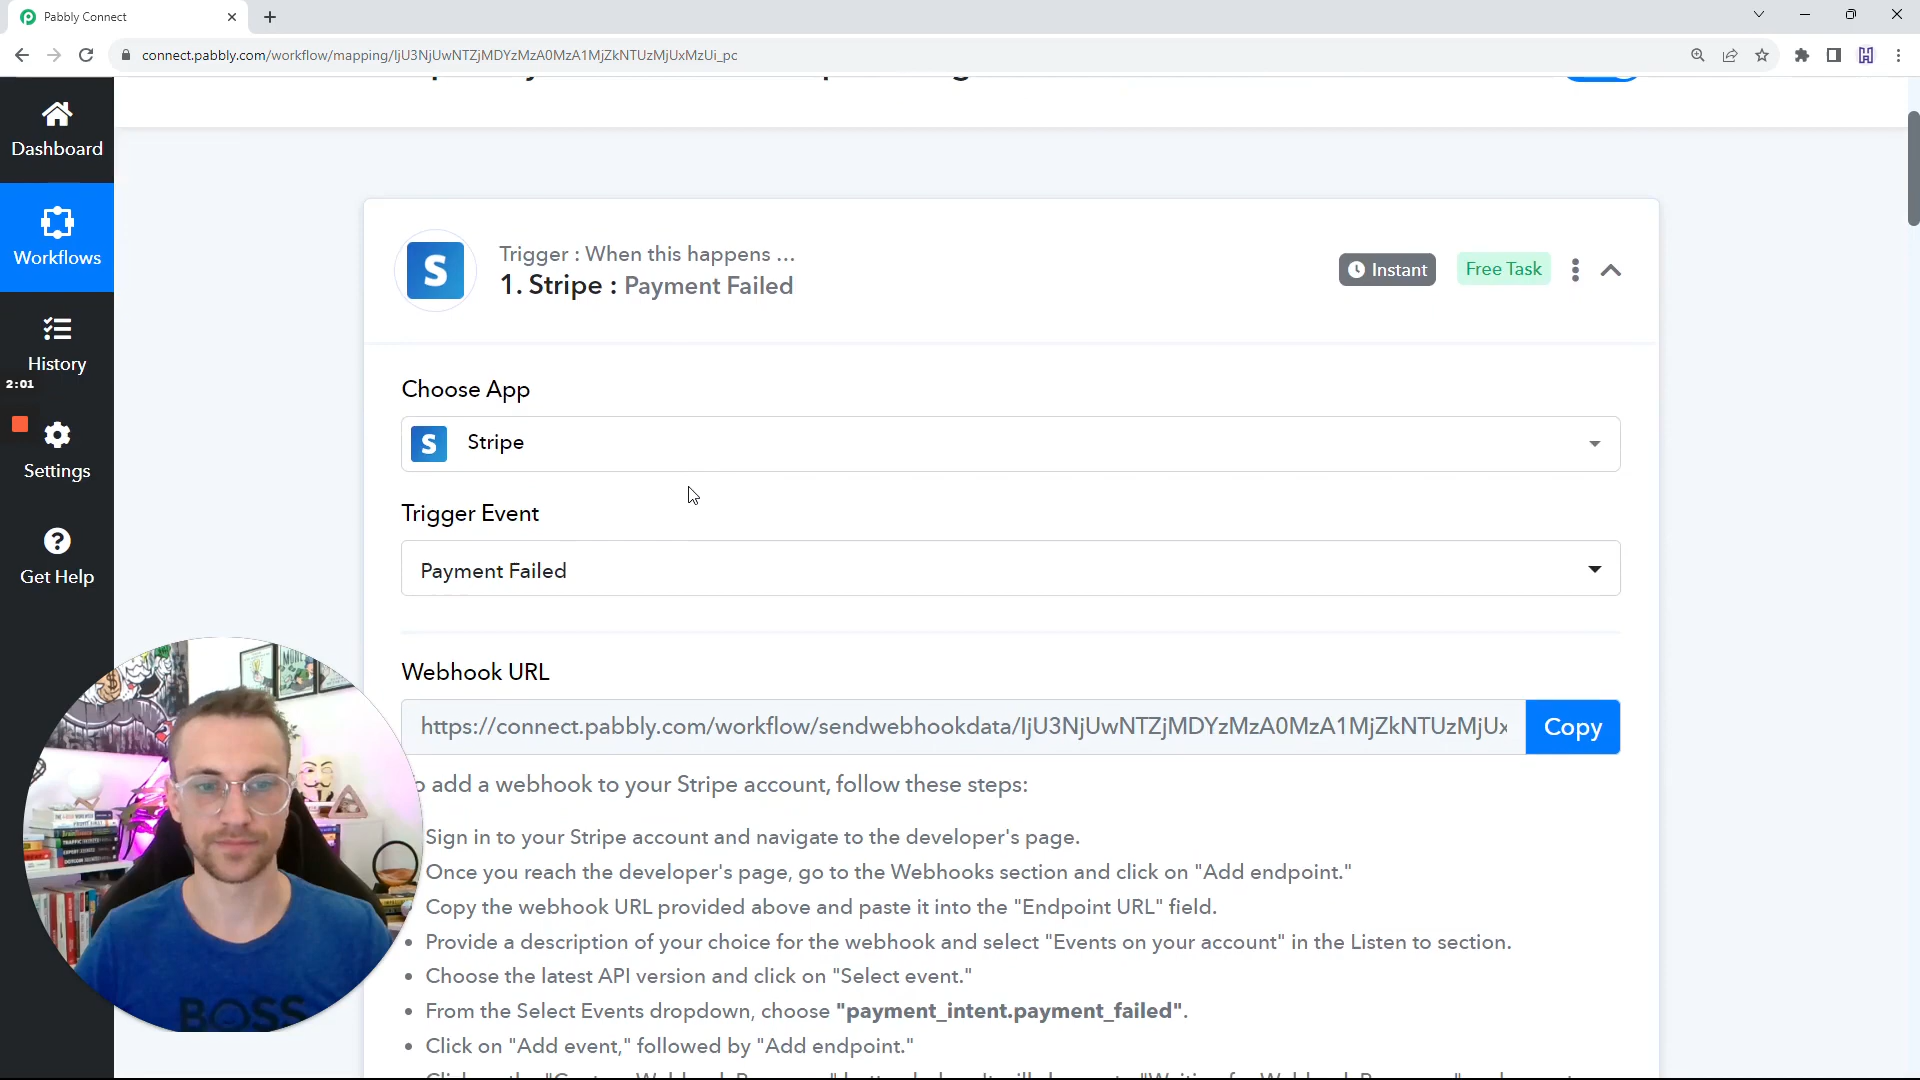 Pabbly Connect
connect.pabbly.com/workflow/mapping/IjU3NjUwNTZjMDYzMzA0MzA1MjZkNTUzMjUxMzUi_pc
Dashboard
Workflows
History
2:01
Settings
Get Help
S
Trigger : When this happens ...
1. Stripe : Payment Failed
Instant
Free Task
Choose App
S Stripe
Trigger Event
Payment Failed
Webhook URL
https://connect.pabbly.com/workflow/sendwebhookdata/IjU3NjUwNTZjMDYzMzA0MzA1MjZkNTUzMjUx
Copy
add a webhook to your Stripe account, follow these steps:
Sign in to your Stripe account and navigate to the developer's page.
Once you reach the developer's page, go to the Webhooks section and click on "Add endpoint."
Copy the webhook URL provided above and paste it into the "Endpoint URL" field.
• Provide a description of your choice for the webhook and select "Events on your account" in the Listen to section.
• Choose the latest API version and click on "Select event."
• From the Select Events dropdown, choose "payment_intent.payment_failed".
• Click on "Add event," followed by "Add endpoint."
BOSS